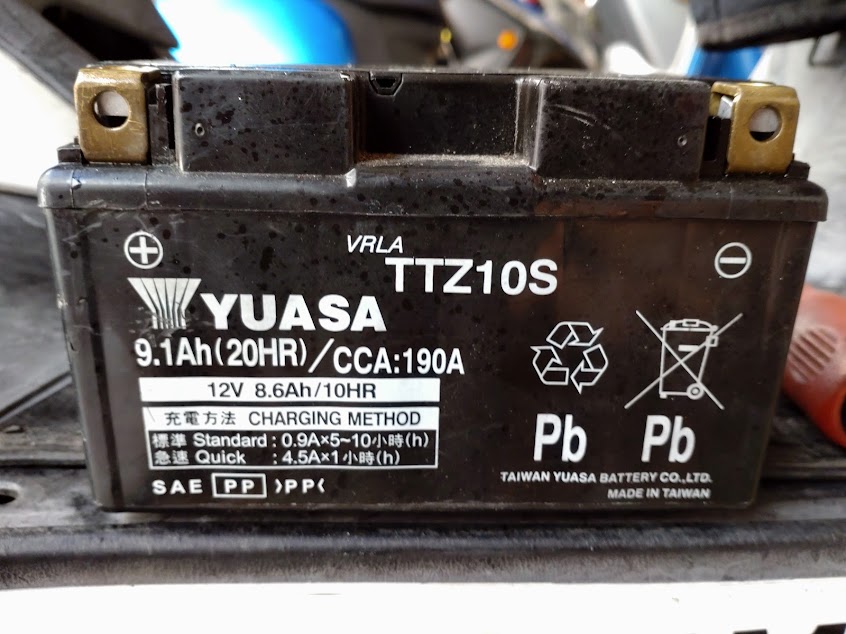 VRLA
TTZ10S
YUASA
9.1Ah(20HR)/CCA:190A
12V 8.6Ah/10HR
充電方法 CHARGING METHOD
標準 Standard : 0.9A×5~10小時(h)
急速 Quick : 4.5A×1小時(h)
SAE PP >PP<
Pb Pb
TAIWAN YUASA BATTERY CO.,LTD.
MADE IN TAIWAN